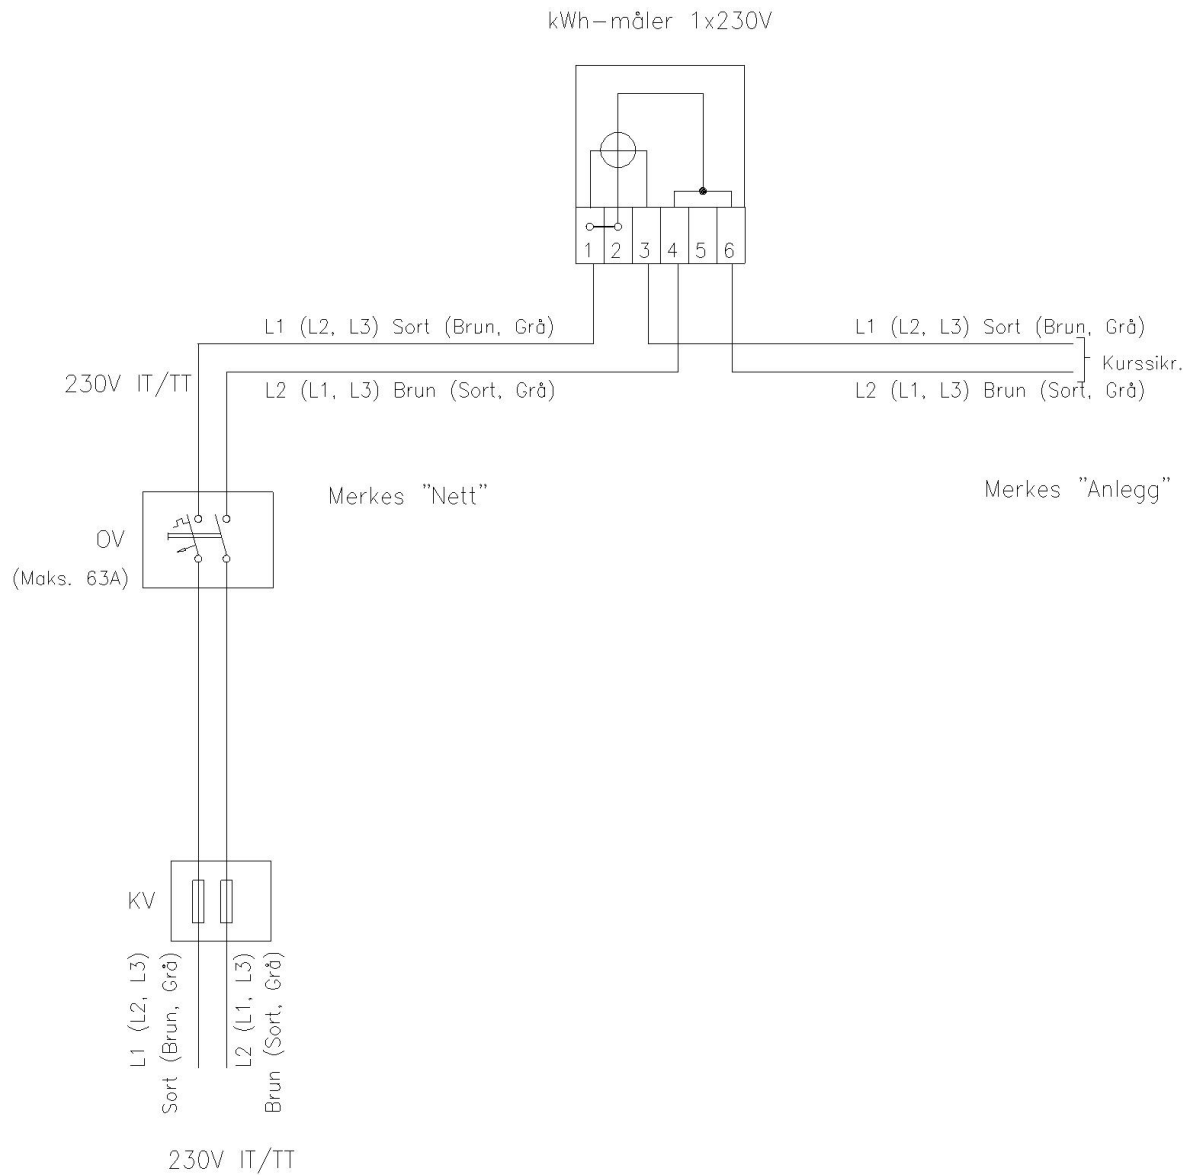 kWh-måler 1x230V
1 2 3 4 5 6
L1 (L2, L3) Sort (Brun, Grå)
L1 (L2, L3) Sort (Brun, Grå)
230V IT/TT
L2 (L1, L3) Brun (Sort, Grå)
L2 (L1, L3) Brun (Sort, Grå)
Kurssikr.
Merkes "Nett"
Merkes "Anlegg"
OV
(Maks. 63A)
KV
L1 (L2, L3)
Sort (Brun, Grå)
L2 (L1, L3)
Brun (Sort, Grå)
230V IT/TT